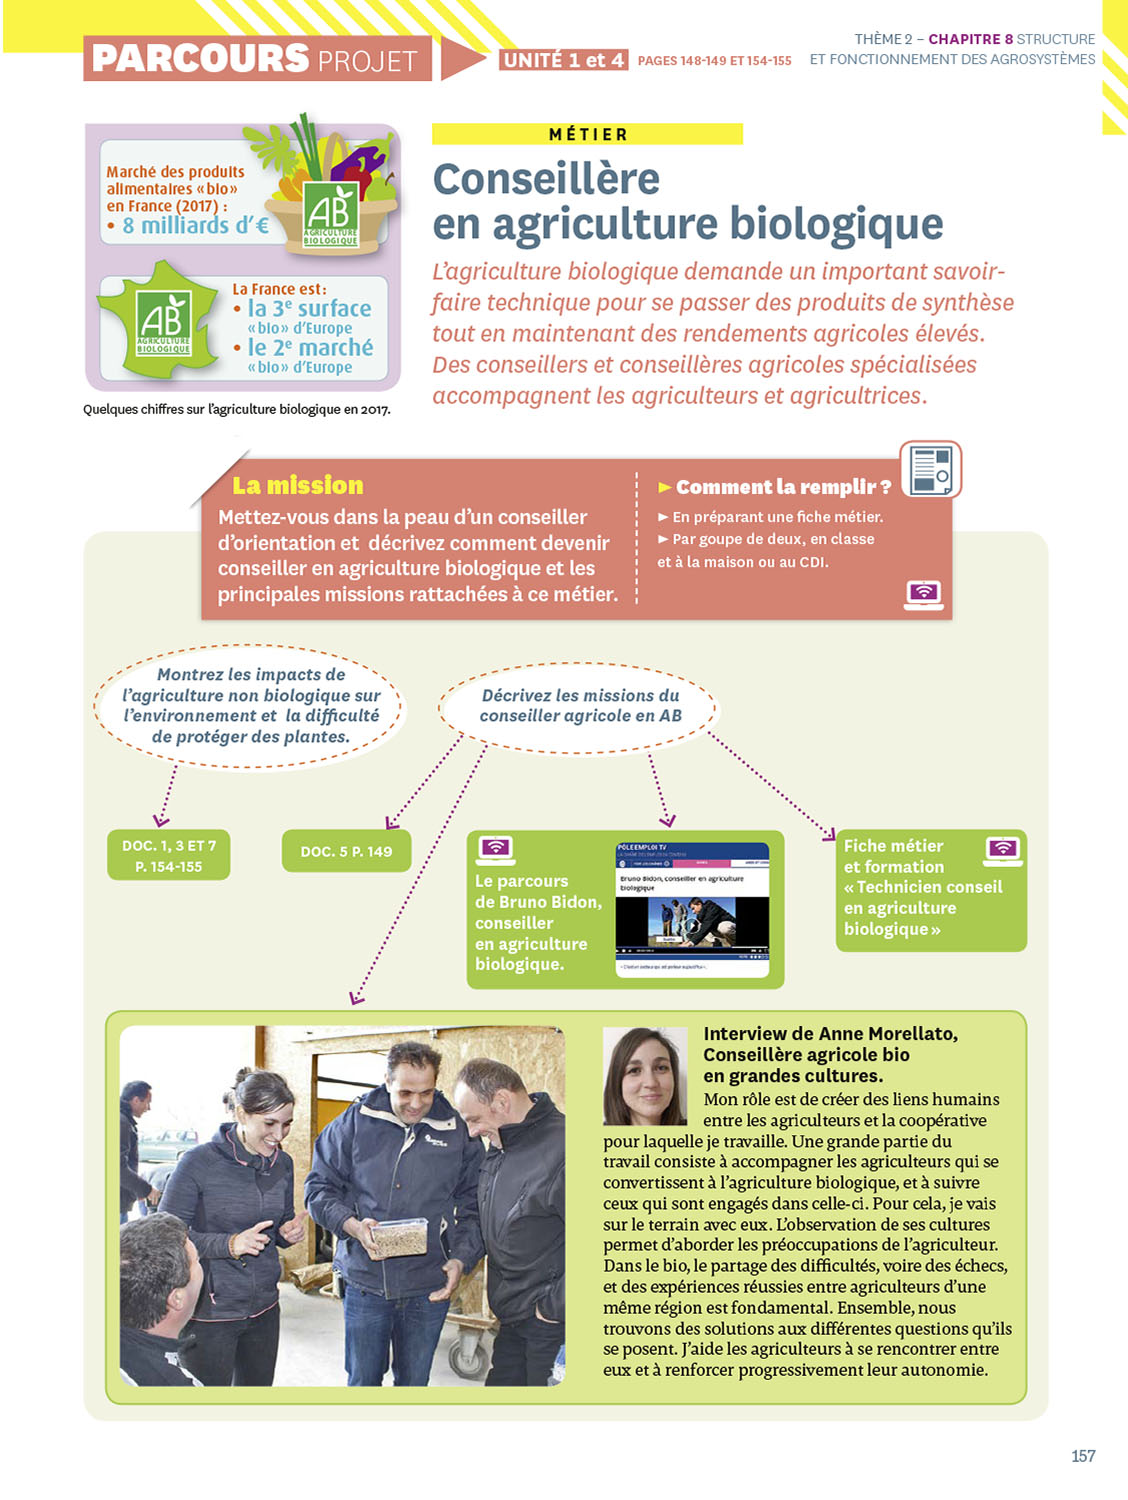 PARCOURS PROJET
UNITÉ 1 et 4
PAGES 148-149 ET 154-155
THÈME 2 – CHAPITRE 8 STRUCTURE
ET FONCTIONNEMENT DES AGROSYSTÈMES
Marché des produits
alimentaires « bio »
en France (2017) :
• 8 milliards d’€
AB
AGRICULTURE
BIOLOGIQUE
La France est :
• la 3e surface
« bio » d’Europe
• le 2e marché
« bio » d’Europe
AB
AGRICULTURE
BIOLOGIQUE
Quelques chiffres sur l’agriculture biologique en 2017.
MÉTIER
Conseillère
en agriculture biologique
L’agriculture biologique demande un important savoir-
faire technique pour se passer des produits de synthèse
tout en maintenant des rendements agricoles élevés.
Des conseillers et conseillères agricoles spécialisées
accompagnent les agriculteurs et agricultrices.
La mission
Mettez-vous dans la peau d’un conseiller
d’orientation et décrivez comment devenir
conseiller en agriculture biologique et les
principales missions rattachées à ce métier.
► Comment la remplir ?
► En préparant une fiche métier.
► Par goupe de deux, en classe
et à la maison ou au CDI.
Montrez les impacts de
l’agriculture non biologique sur
l’environnement et la difficulté
de protéger des plantes.
Décrivez les missions du
conseiller agricole en AB
DOC. 1, 3 ET 7
P. 154-155
DOC. 5 P. 149
Le parcours
de Bruno Bidon,
conseiller
en agriculture
biologique.
PÔLE EMPLOI TV
Bruno Bidon, conseiller en agriculture
biologique
Fiche métier
et formation
« Technicien conseil
en agriculture
biologique »
Interview de Anne Morellato,
Conseillère agricole bio
en grandes cultures.
Mon rôle est de créer des liens humains
entre les agriculteurs et la coopérative
pour laquelle je travaille. Une grande partie du
travail consiste à accompagner les agriculteurs qui se
convertissent à l’agriculture biologique, et à suivre
ceux qui sont engagés dans celle-ci. Pour cela, je vais
sur le terrain avec eux. L’observation de ses cultures
permet d’aborder les préoccupations de l’agriculteur.
Dans le bio, le partage des difficultés, voire des échecs,
et des expériences réussies entre agriculteurs d’une
même région est fondamental. Ensemble, nous
trouvons des solutions aux différentes questions qu’ils
se posent. J’aide les agriculteurs à se rencontrer entre
eux et à renforcer progressivement leur autonomie.
157